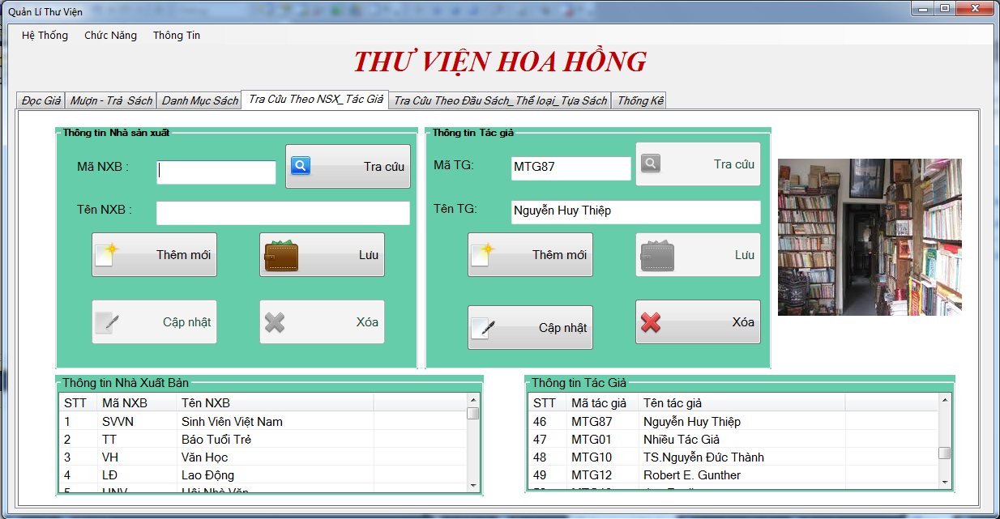 Quản Lí Thư Viện
Hệ Thống Chức Năng Thông Tin
THƯ VIỆN HOA HỒNG
Đọc Giả Mượn - Trả Sách Danh Mục Sách Tra Cứu Theo NSX_Tác Giả Tra Cứu Theo Đầu Sách_Thể loại_Tựa Sách Thống Kê
Thông tin Nhà sản xuất
Mã NXB :
Tra cứu
Tên NXB :
Thêm mới
Lưu
Cập nhật
Xóa
Thông tin Tác giả
Mã TG:
MTG87
Tra cứu
Tên TG:
Nguyễn Huy Thiệp
Thêm mới
Lưu
Cập nhật
Xóa
Thông tin Nhà Xuất Bản
STT Mã NXB Tên NXB
1 SVVN Sinh Viên Việt Nam
2 TT Báo Tuổi Trẻ
3 VH Văn Học
4 LĐ Lao Động
5 HNV Hội Nhà Văn
Thông tin Tác Giả
STT Mã tác giả Tên tác giả
46 MTG87 Nguyễn Huy Thiệp
47 MTG01 Nhiều Tác Giả
48 MTG10 TS.Nguyễn Đức Thành
49 MTG12 Robert E. Gunther